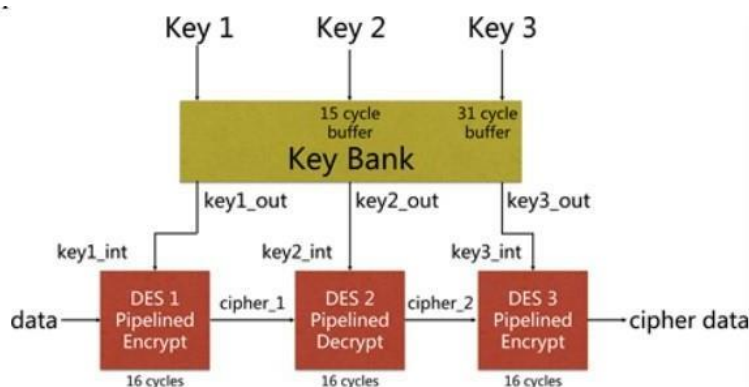 Key 1 Key 2 Key 3
15 cycle buffer
31 cycle buffer
Key Bank
key1_out key2_out key3_out
key1_int key2_int key3_int
data
DES 1
Pipelined
Encrypt
cipher_1
DES 2
Pipelined
Decrypt
cipher_2
DES 3
Pipelined
Encrypt
cipher data
16 cycles 16 cycles 16 cycles